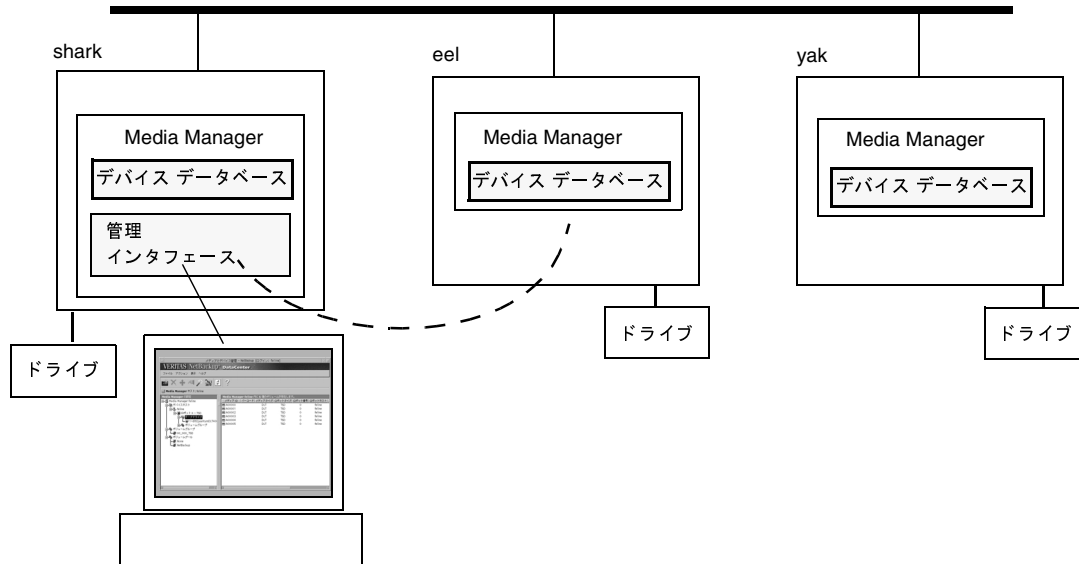 shark
Media Manager
デバイス データベース
管理
インタフェース
ドライブ
VERITAS NetBackup DataCenter
eel
Media Manager
デバイス データベース
ドライブ
yak
Media Manager
デバイス データベース
ドライブ